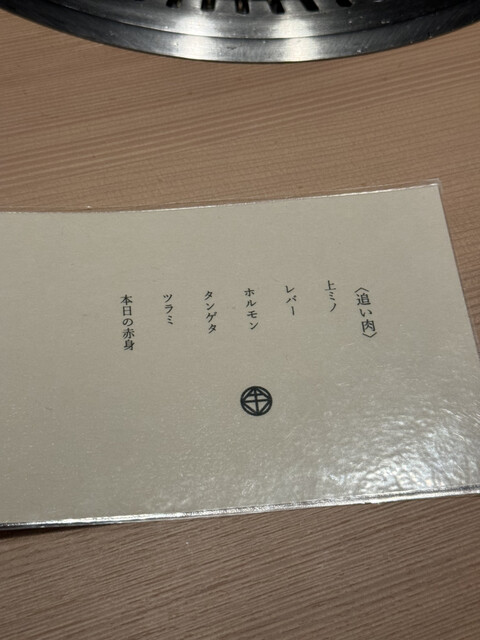 〈追い肉〉
上ミノ
レバー
ホルモン
タンゲタ
ツラミ
本日の赤身